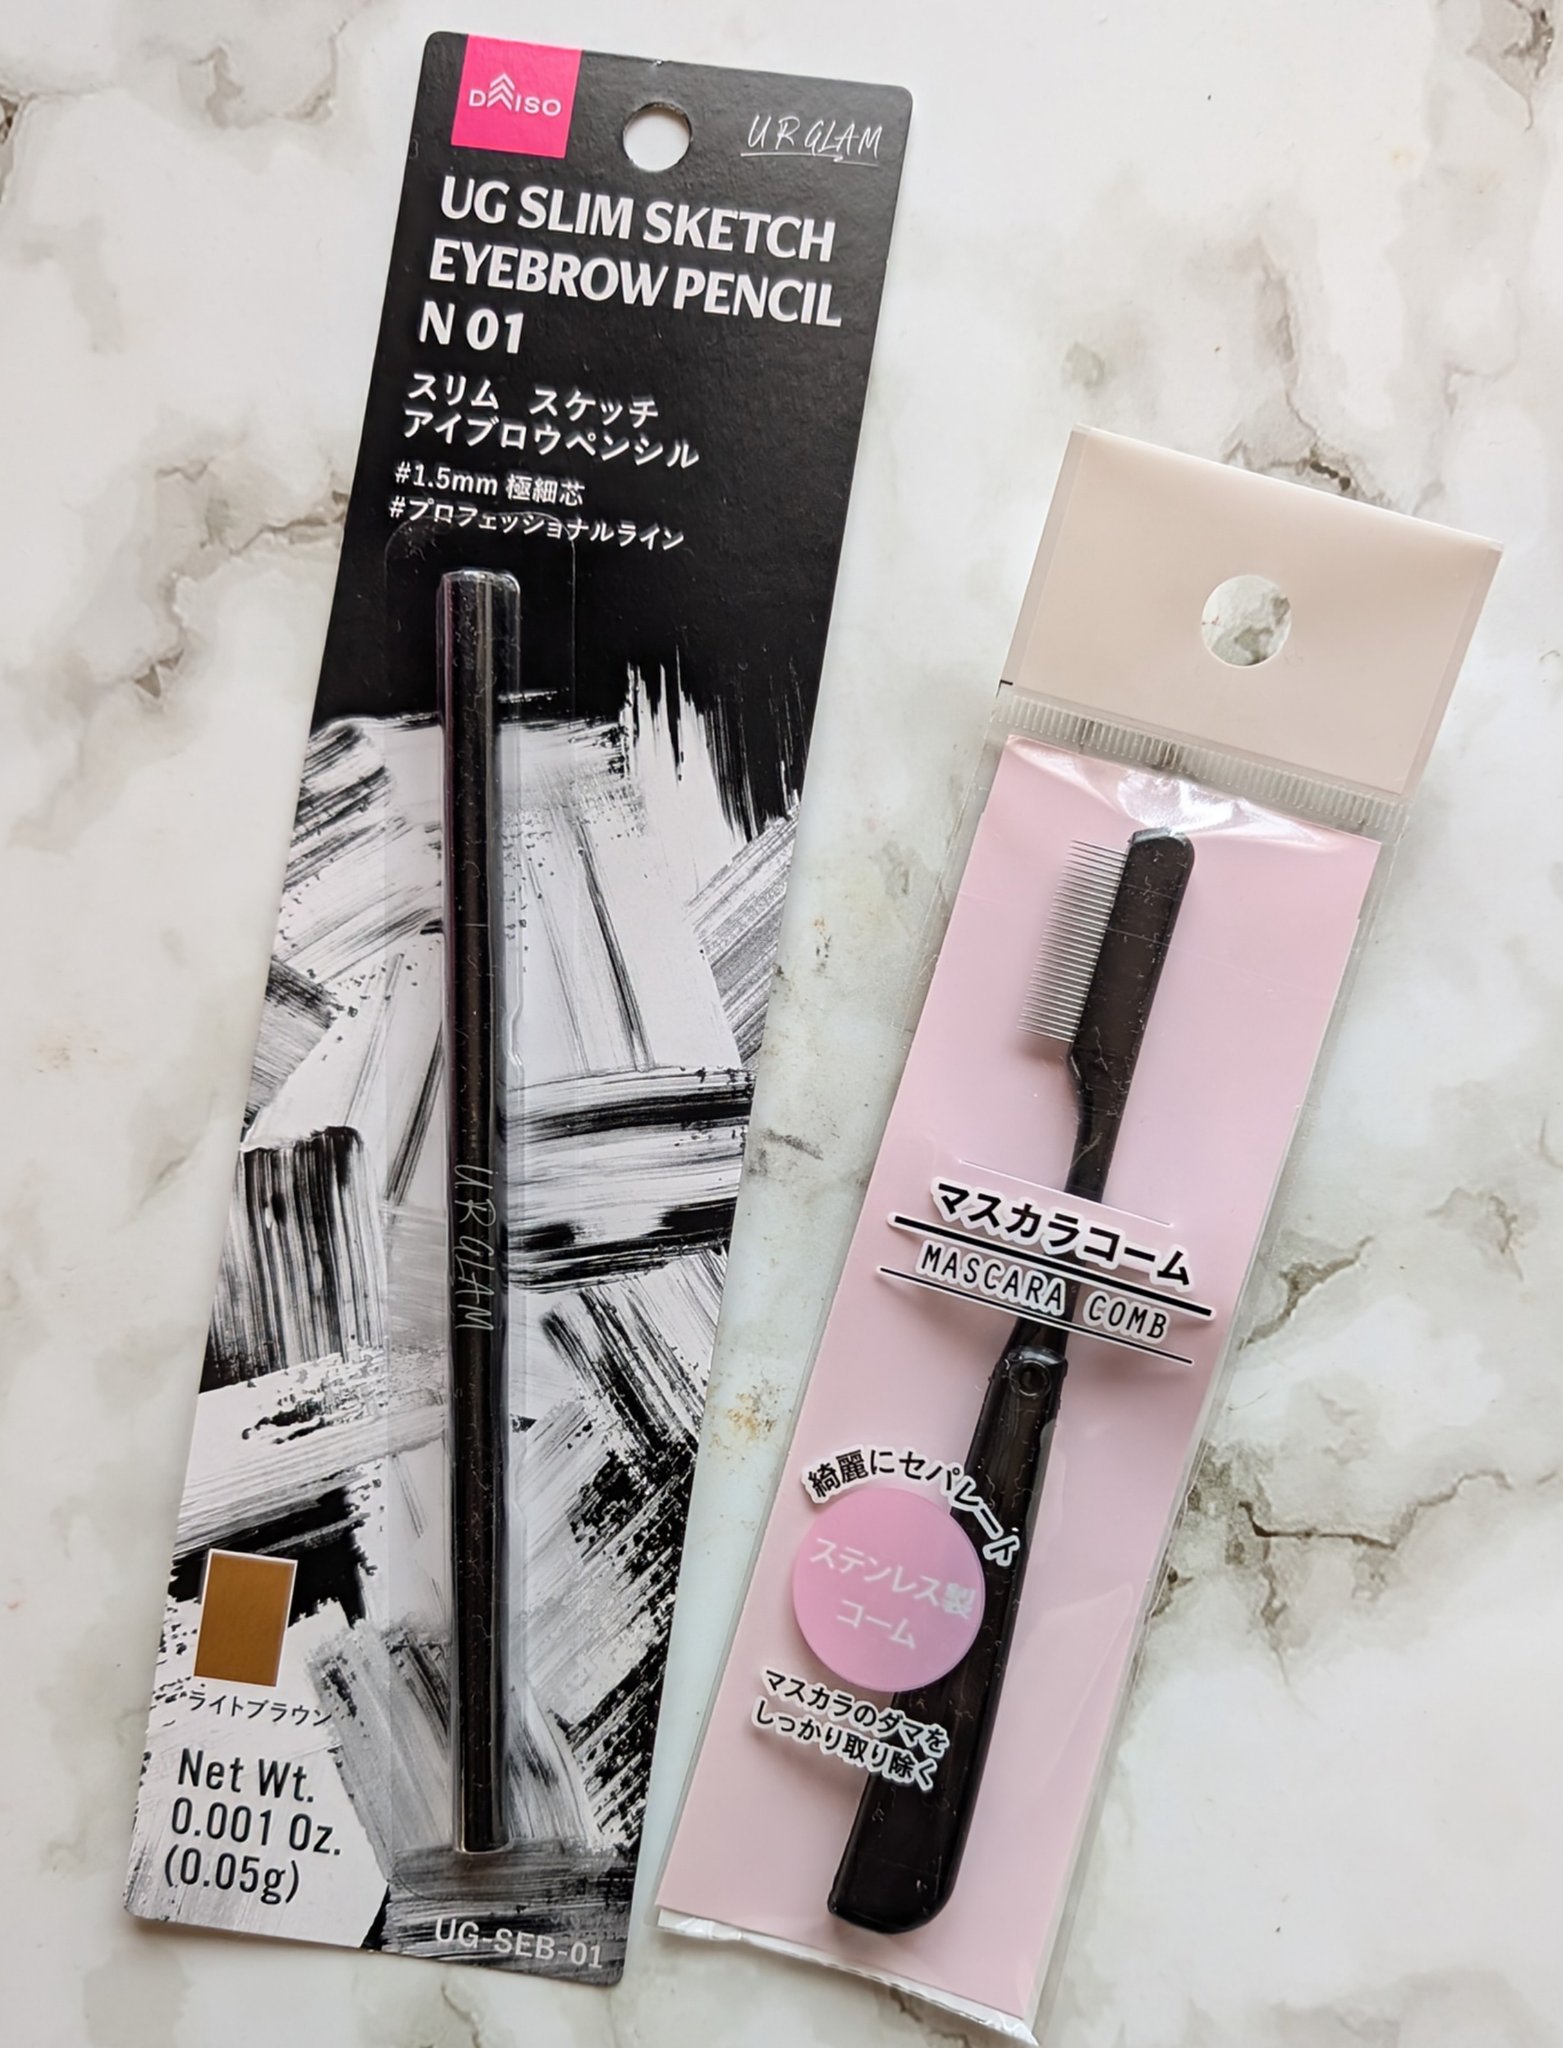 DAISO
URGLAM
UG SLIM SKETCH
EYEBROW PENCIL
N 01
スリム スケッチ
アイブロウペンシル
#1.5mm 極細芯
#プロフェッショナルライン
URGLAM
ライトブラウン
Net Wt.
0.001 Oz.
(0.05g)
UG-SEB-01
マスカラコーム
MASCARA COMB
綺麗にセパレート
ステンレス製
コーム
マスカラのダマを
しっかり取り除く